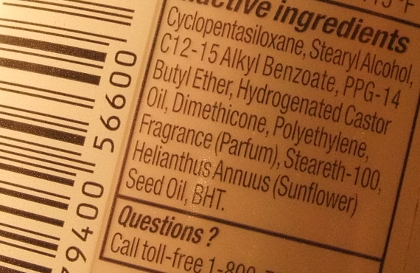 active ingredients
Cyclopentasiloxane, Stearyl Alcohol,
C12-15 Alkyl Benzoate, PPG-14
Butyl Ether, Hydrogenated Castor
Oil, Dimethicone, Polyethylene,
Fragrance (Parfum), Steareth-100,
Helianthus Annuus (Sunflower)
Seed Oil, BHT.
Questions?
Call toll-free 1-800-
79400 56600